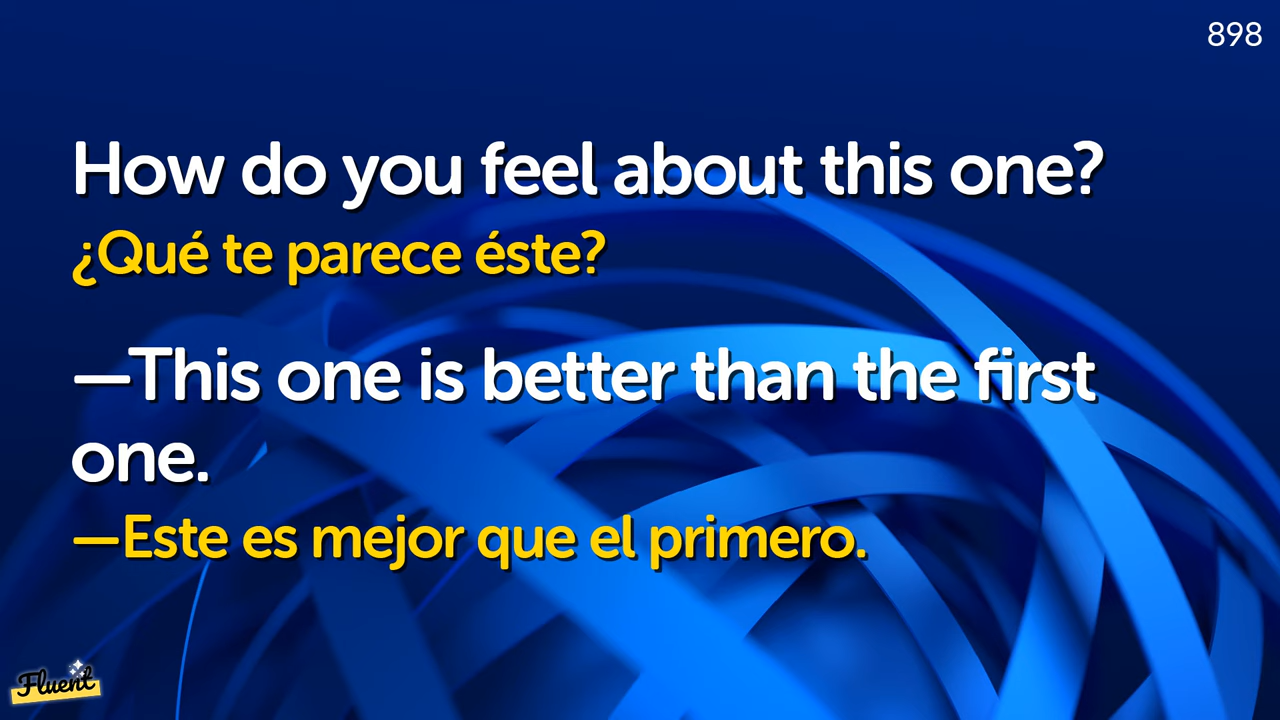 898
How do you feel about this one?
¿Qué te parece éste?
—This one is better than the first
one.
—Este es mejor que el primero.
Fluent